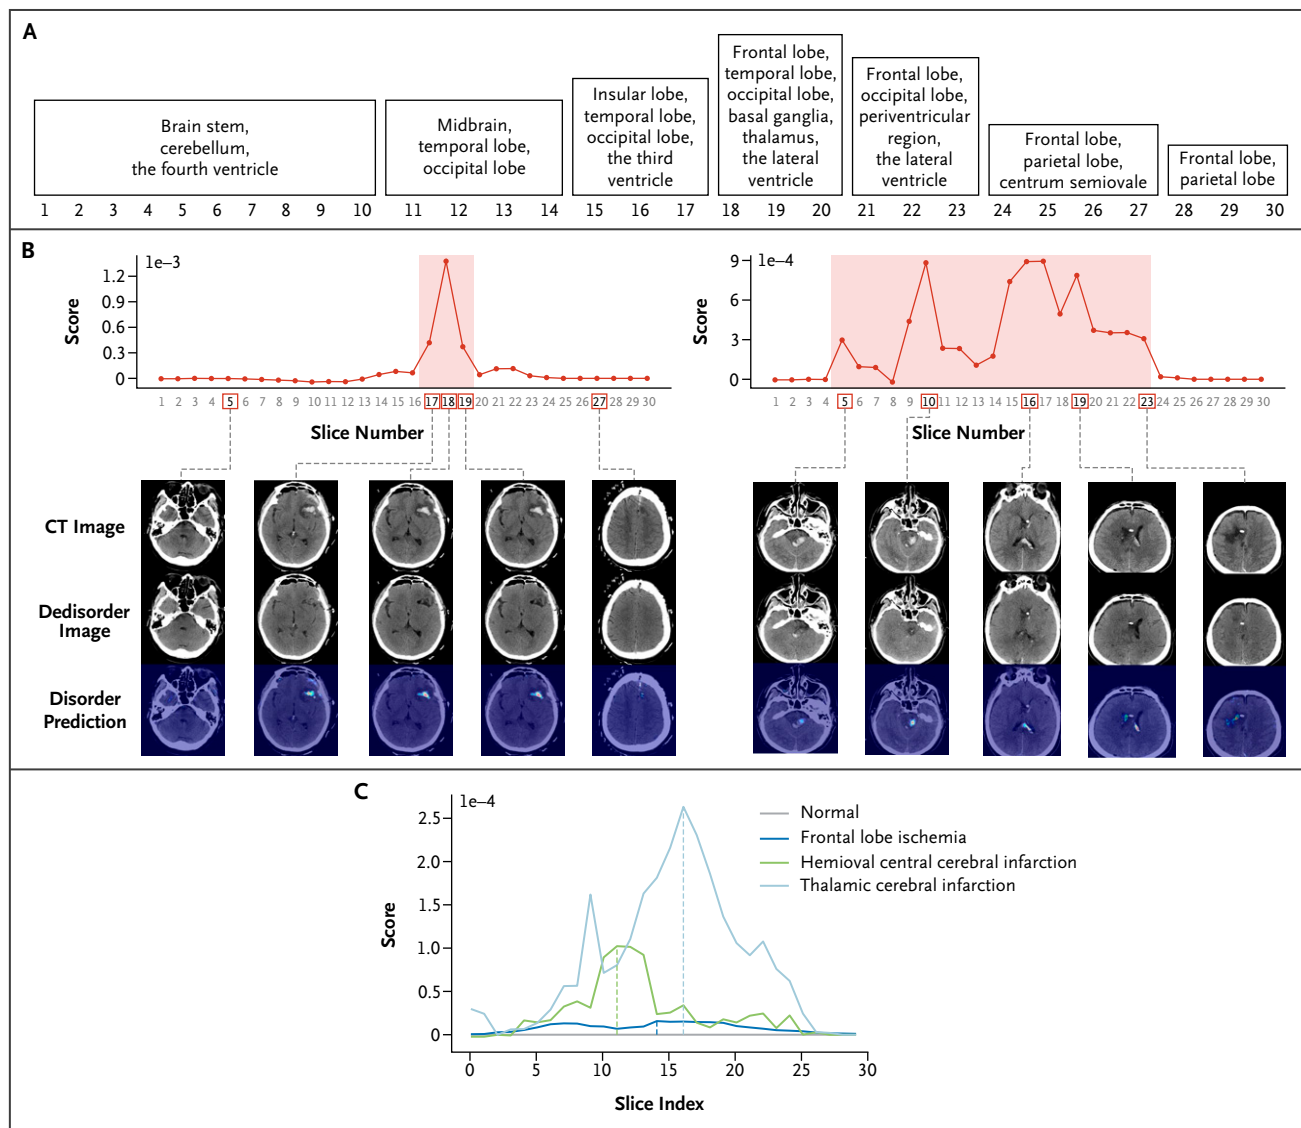 A
Brain stem,
cerebellum,
the fourth ventricle
Midbrain,
temporal lobe,
occipital lobe
Insular lobe,
temporal lobe,
occipital lobe,
the third
ventricle
Frontal lobe,
temporal lobe,
occipital lobe,
basal ganglia,
thalamus,
the lateral
ventricle
Frontal lobe,
occipital lobe,
periventricular
region,
the lateral
ventricle
Frontal lobe,
parietal lobe,
centrum semiovale
Frontal lobe,
parietal lobe
1 2 3 4 5 6 7 8 9 10 11 12 13 14 15 16 17 18 19 20 21 22 23 24 25 26 27 28 29 30
B
1e−3
1.2
0.9
0.6
0.3
0
Score
1 2 3 4 5 6 7 8 9 10 11 12 13 14 15 16 17 18 19 20 21 22 23 24 25 26 27 28 29 30
Slice Number
1e−4
9
6
3
0
Score
1 2 3 4 5 6 7 8 9 10 11 12 13 14 15 16 17 18 19 20 21 22 23 24 25 26 27 28 29 30
Slice Number
CT Image
Dedisorder
Image
Disorder
Prediction
C
1e−4
2.5
2.0
1.5
1.0
0.5
0
Score
0 5 10 15 20 25 30
Slice Index
Normal
Frontal lobe ischemia
Hemioval central cerebral infarction
Thalamic cerebral infarction